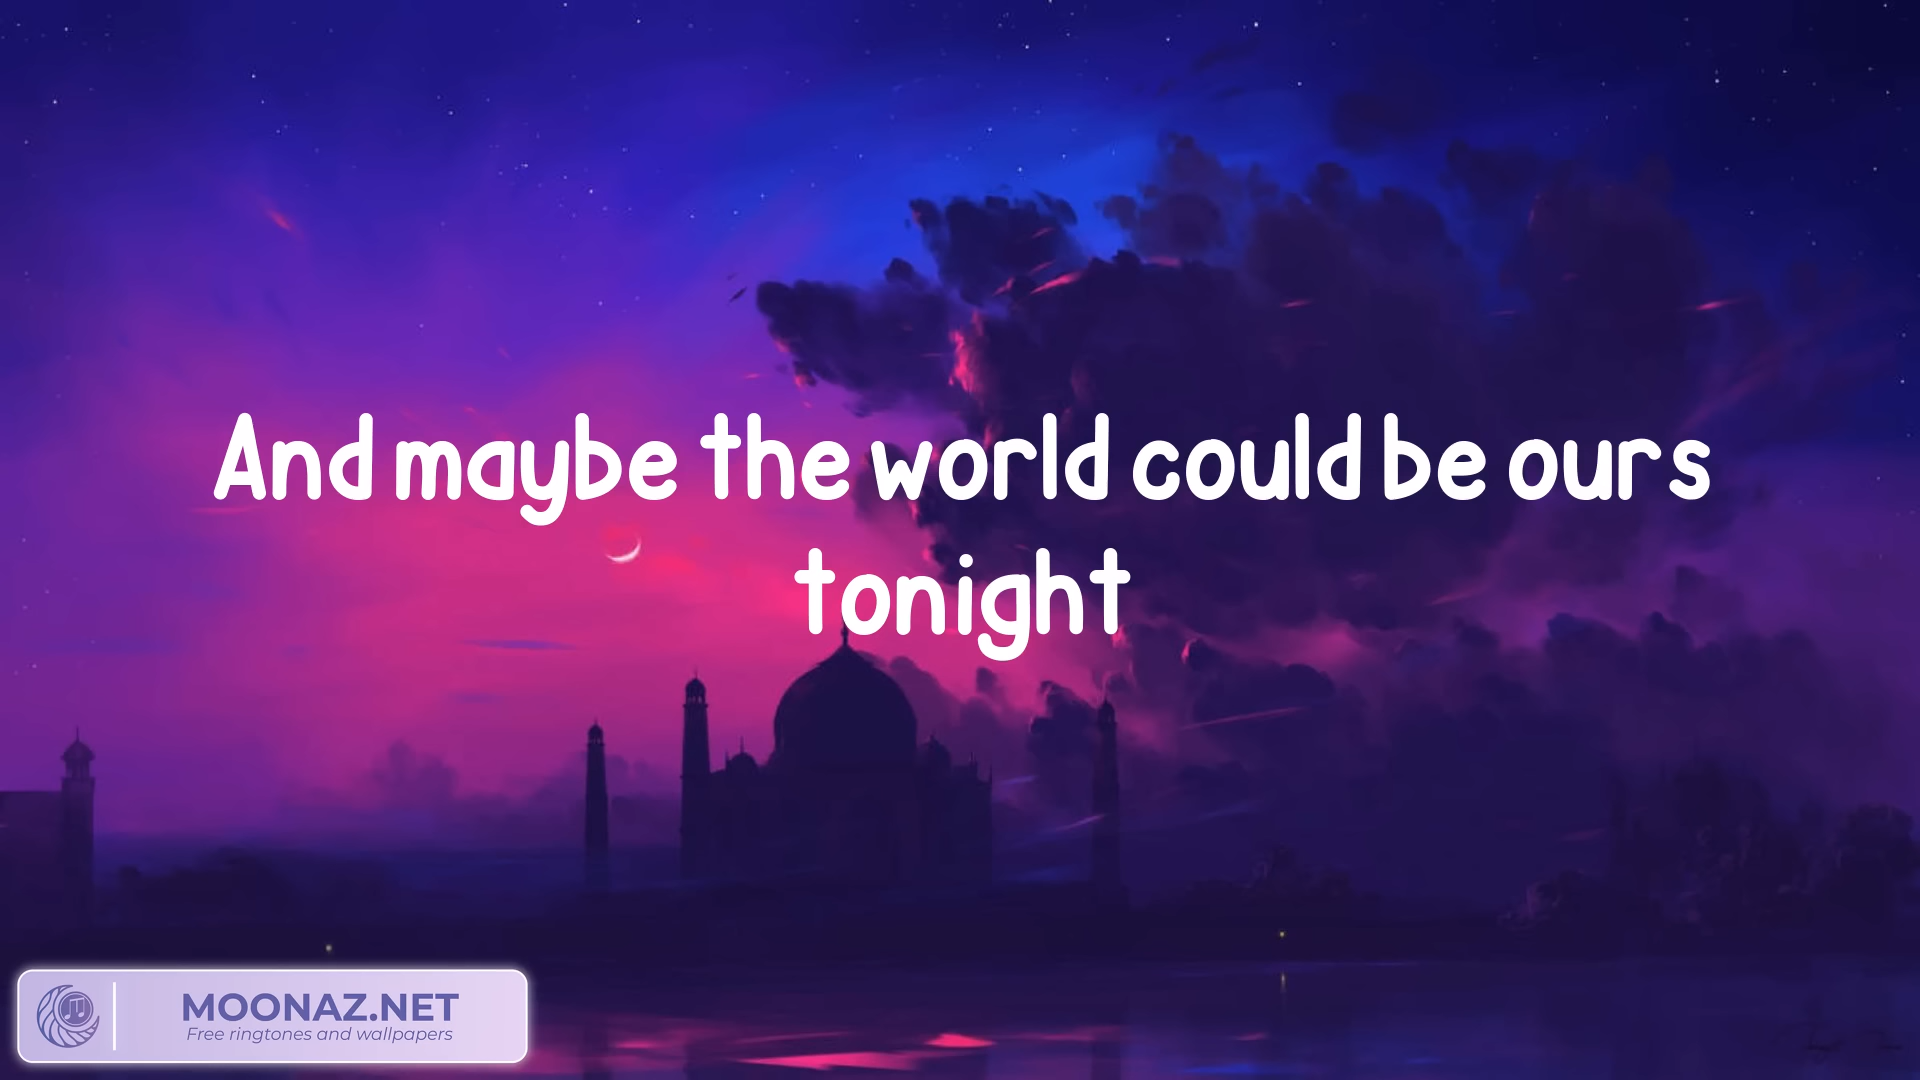 And maybe the world could be ours
tonight
MOONAZ.NET
Free ringtones and wallpapers